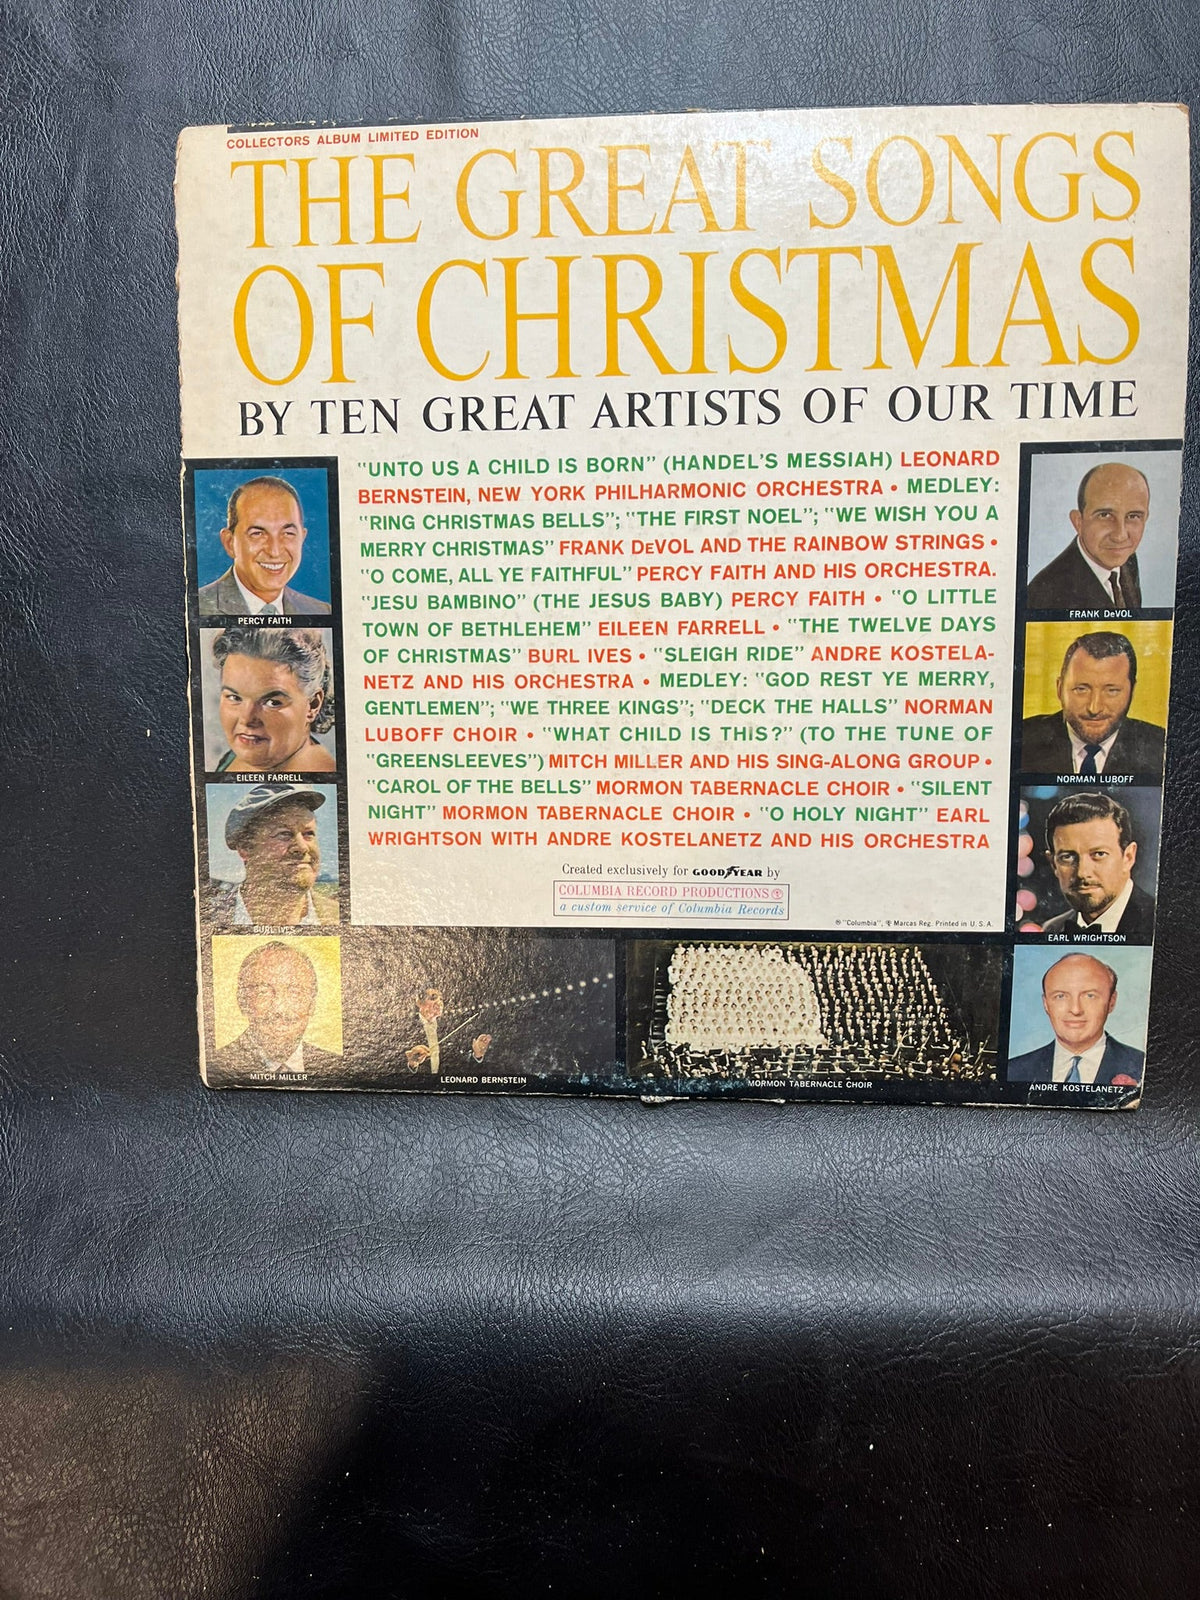 COLLECTORS ALBUM LIMITED EDITION
THE GREAT SONGS
OF CHRISTMAS
BY TEN GREAT ARTISTS OF OUR TIME
"UNTO US A CHILD IS BORN" (HANDEL'S MESSIAH) LEONARD
BERNSTEIN, NEW YORK PHILHARMONIC ORCHESTRA • MEDLEY:
"RING CHRISTMAS BELLS"; "THE FIRST NOEL"; "WE WISH YOU A
MERRY CHRISTMAS" FRANK DeVOL AND THE RAINBOW STRINGS •
"O COME, ALL YE FAITHFUL" PERCY FAITH AND HIS ORCHESTRA.
"JESU BAMBINO" (THE JESUS BABY) PERCY FAITH • "O LITTLE
TOWN OF BETHLEHEM" EILEEN FARRELL • "THE TWELVE DAYS
OF CHRISTMAS" BURL IVES • "SLEIGH RIDE" ANDRE KOSTELA-
NETZ AND HIS ORCHESTRA • MEDLEY: "GOD REST YE MERRY,
GENTLEMEN"; "WE THREE KINGS"; "DECK THE HALLS" NORMAN
LUBOFF CHOIR • "WHAT CHILD IS THIS?" (TO THE TUNE OF
"GREENSLEEVES") MITCH MILLER AND HIS SING-ALONG GROUP •
"CAROL OF THE BELLS" MORMON TABERNACLE CHOIR • "SILENT
NIGHT" MORMON TABERNACLE CHOIR • "O HOLY NIGHT" EARL
WRIGHTSON WITH ANDRE KOSTELANETZ AND HIS ORCHESTRA
Created exclusively for GOODYEAR by
COLUMBIA RECORD PRODUCTIONS
a custom service of Columbia Records
® "Columbia", Marcas Reg. Printed in U.S.A.
PERCY FAITH
EILEEN FARRELL
BURL IVES
MITCH MILLER
LEONARD BERNSTEIN
MORMON TABERNACLE CHOIR
FRANK DeVOL
NORMAN LUBOFF
EARL WRIGHTSON
ANDRE KOSTELANETZ